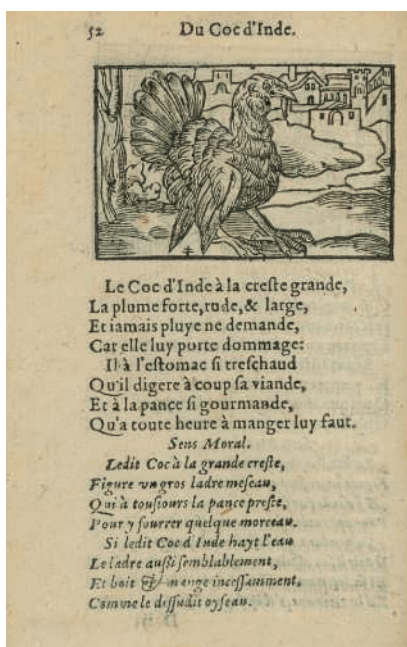 52 Du Coc d'Inde.
Le Coc d'Inde à la creſte grande,
La plume forte, rude, & large,
Et iamais pluye ne demande,
Car elle luy porte dommage:
Il à l'eſtomac ſi treſchaud
Qu'il digere à coup ſa viande,
Et à la pance ſi gourmande,
Qu'a toute heure à manger luy faut.
Sens Moral.
Ledit Coc à la grande creſte,
Figure vn gros ladre meſeau,
Qui à touſiours la pance preſte,
Pour y fourrer quelque morceau.
Si ledit Coc d'Inde hayt l'eau
Le ladre auſſi ſemblablement,
Et boit & mange inceſſamment,
Comme le deſſudit oyſeau.